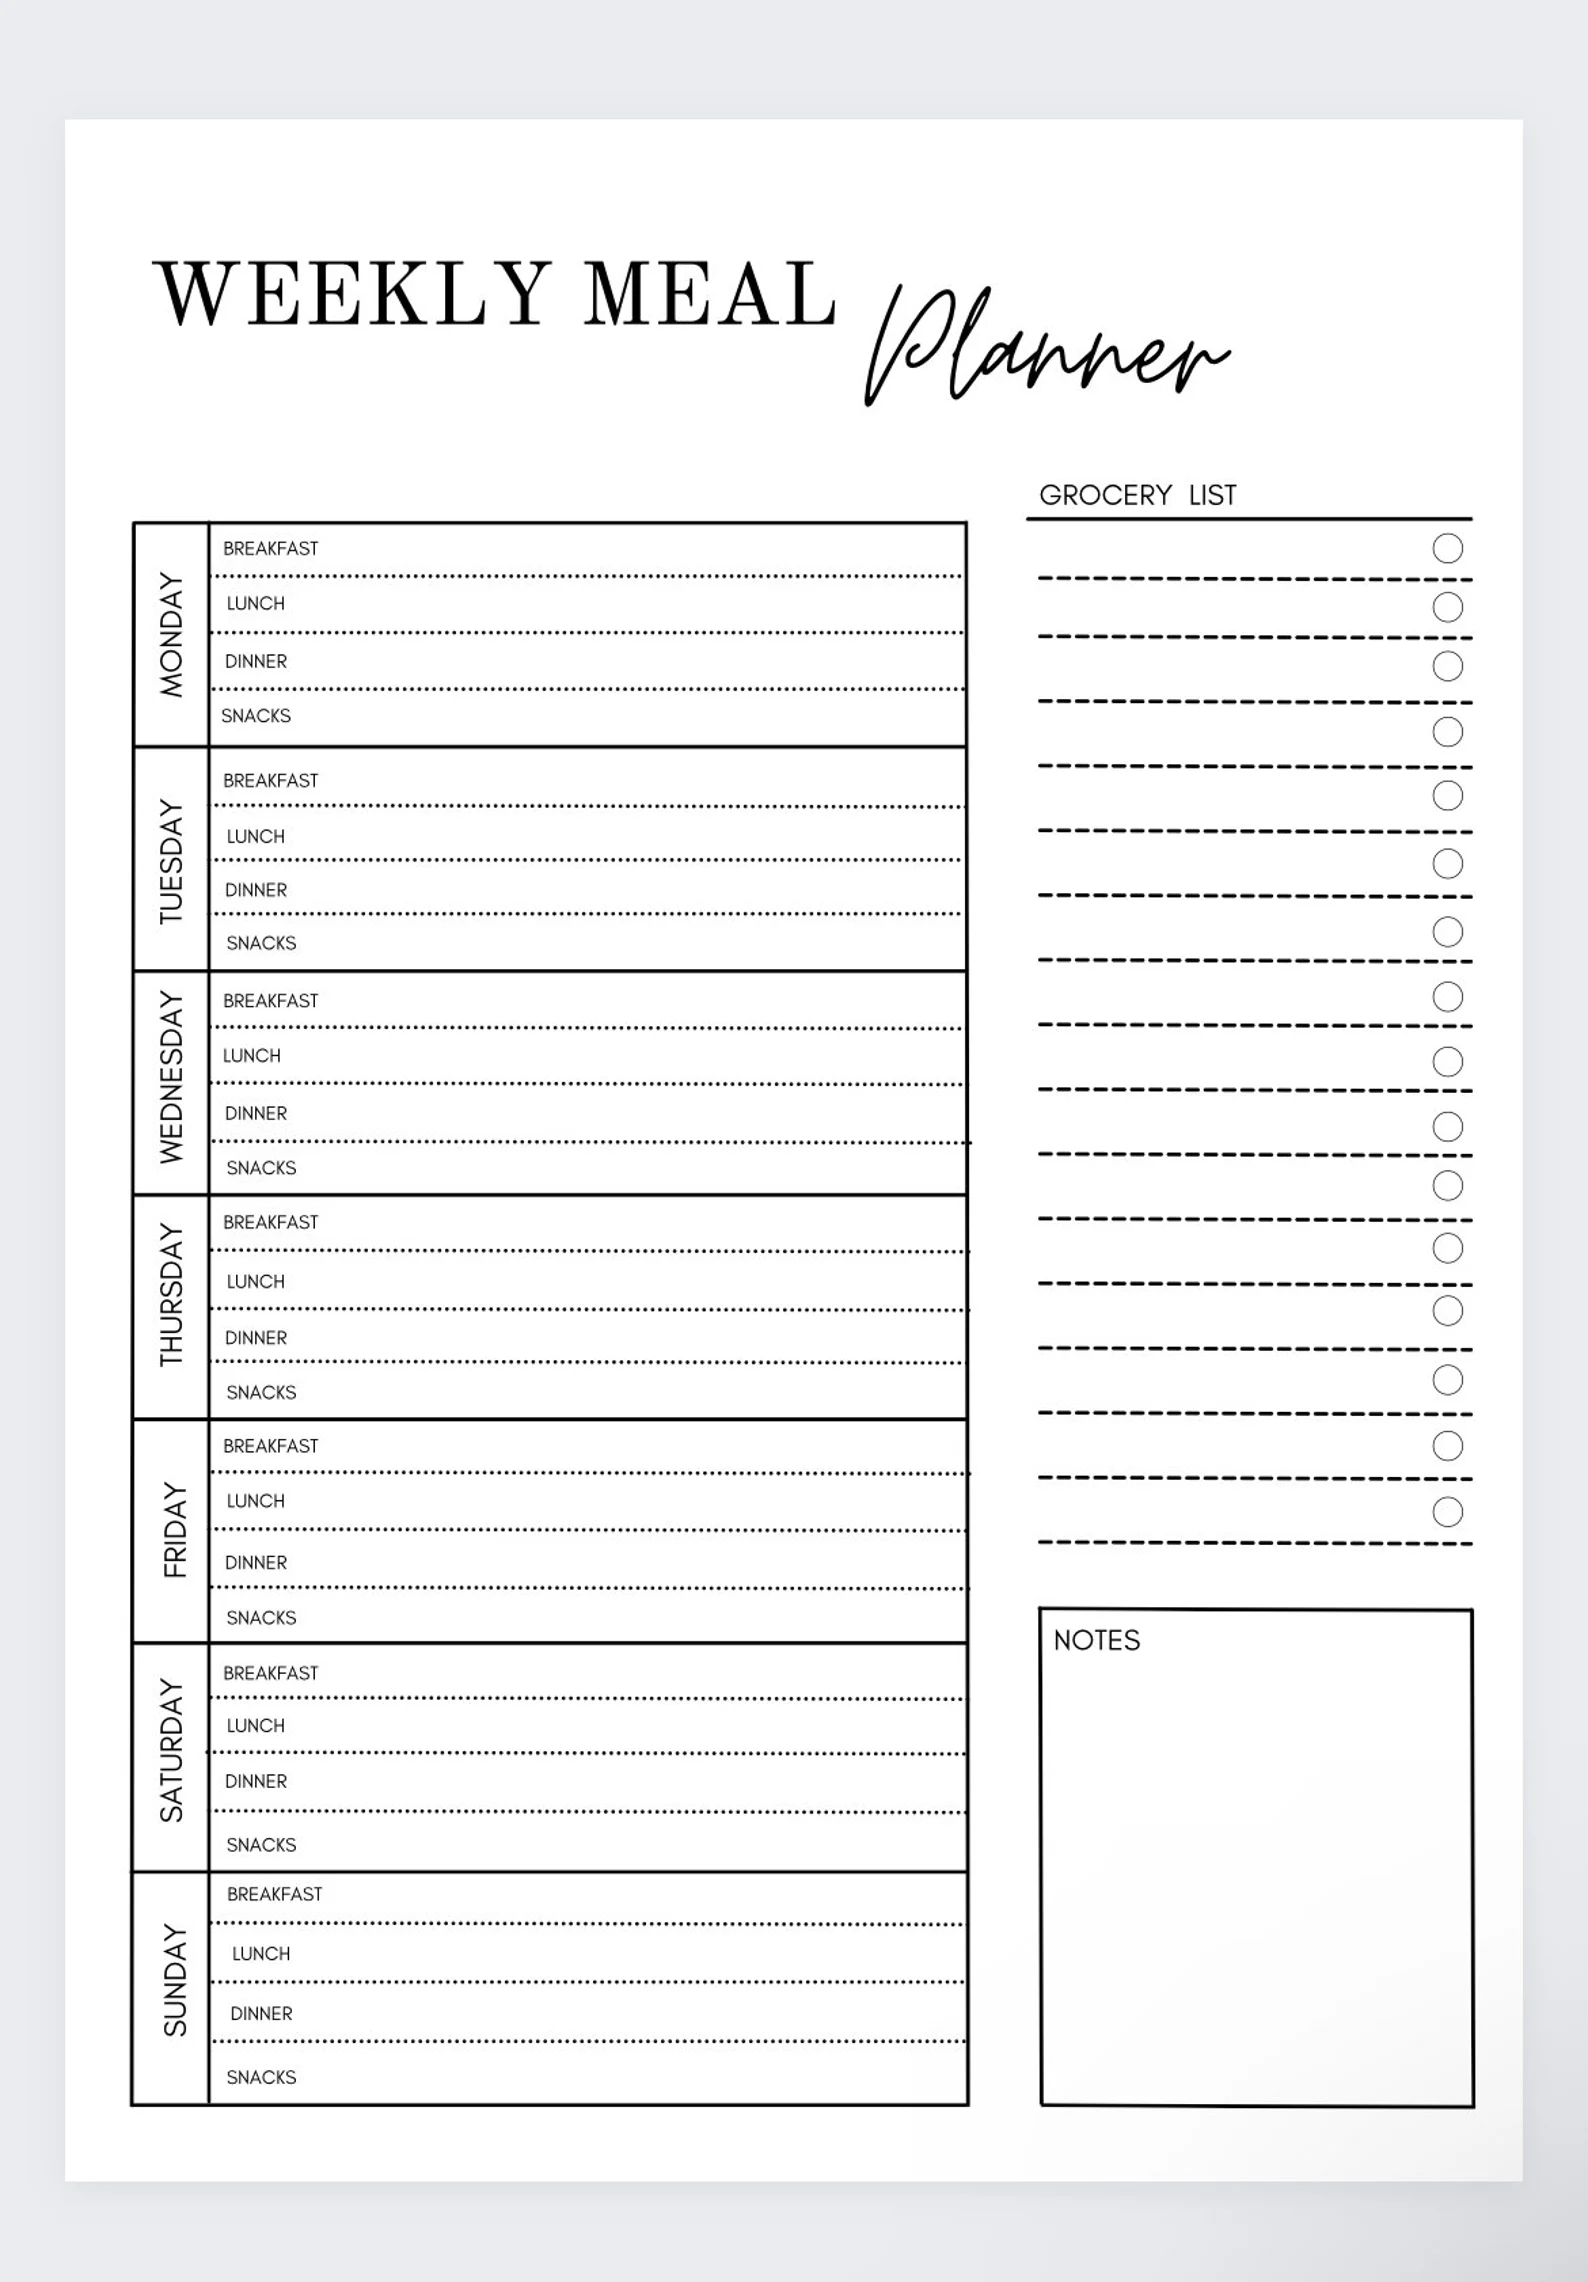 WEEKLY MEAL
Planner
MONDAY
BREAKFAST
LUNCH
DINNER
SNACKS
TUESDAY
BREAKFAST
LUNCH
DINNER
SNACKS
WEDNESDAY
BREAKFAST
LUNCH
DINNER
SNACKS
THURSDAY
BREAKFAST
LUNCH
DINNER
SNACKS
FRIDAY
BREAKFAST
LUNCH
DINNER
SNACKS
SATURDAY
BREAKFAST
LUNCH
DINNER
SNACKS
SUNDAY
BREAKFAST
LUNCH
DINNER
SNACKS
GROCERY LIST
NOTES